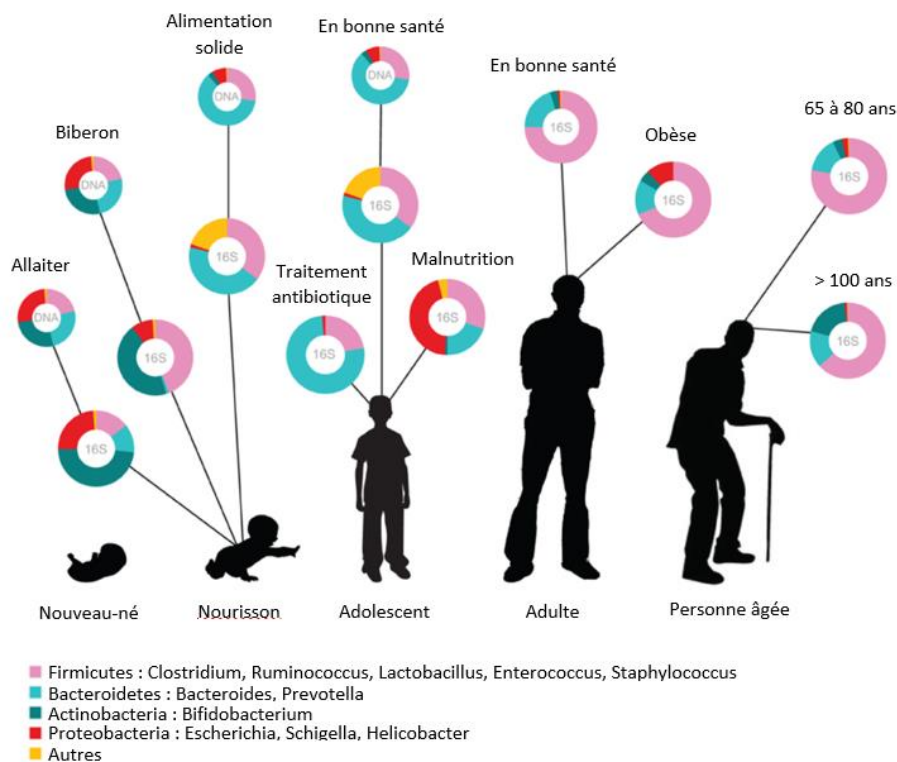 Alimentation
solide
En bonne santé
DNA
DNA
En bonne santé
16S
65 à 80 ans
Biberon
DNA
Obèse
16S
16S
16S
Allaiter
DNA
16S
Traitement
antibiotique
Malnutrition
> 100 ans
16S
16S
16S
16S
16S
16S
Nouveau-né
Nourisson
Adolescent
Adulte
Personne âgée
Firmicutes : Clostridium, Ruminococcus, Lactobacillus, Enterococcus, Staphylococcus
Bacteroidetes : Bacteroides, Prevotella
Actinobacteria : Bifidobacterium
Proteobacteria : Escherichia, Schigella, Helicobacter
Autres